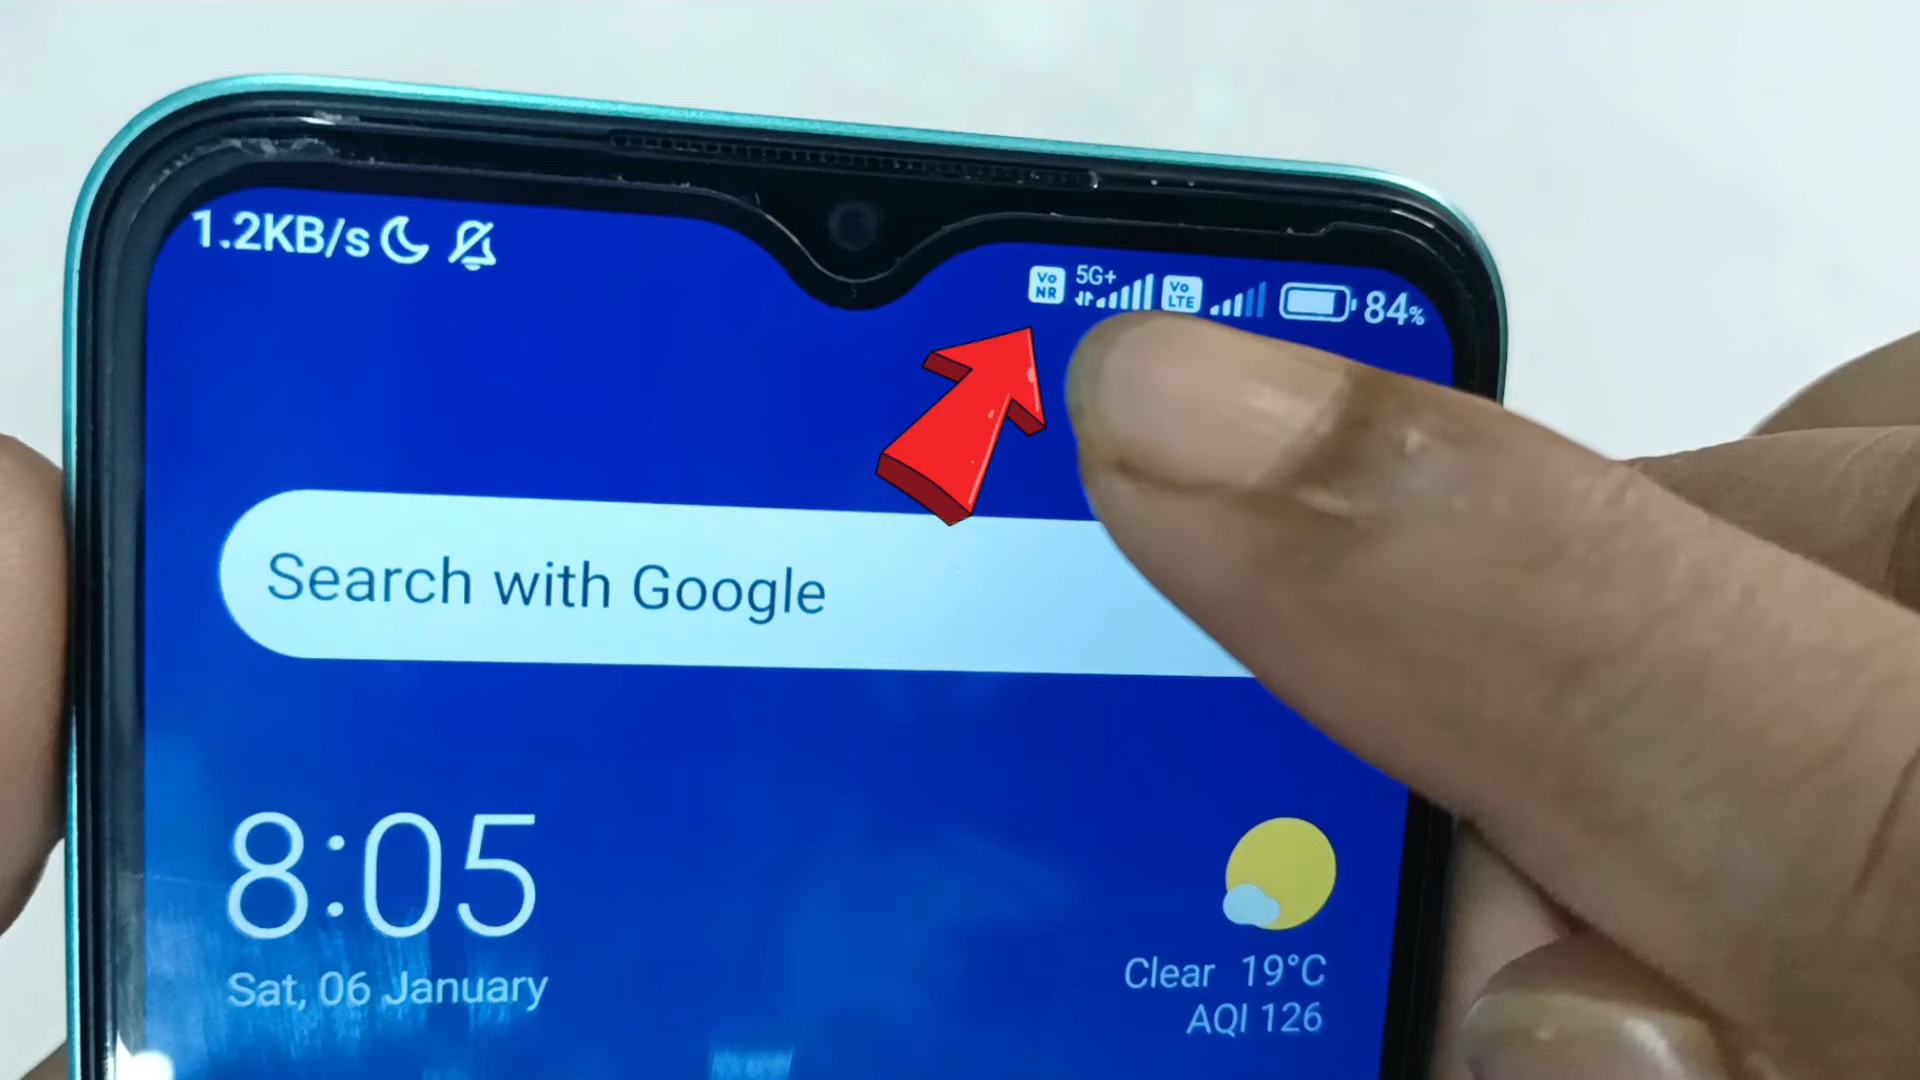 1.2KB/s
Vo NR 5G+ Vo LTE 84%
Search with Google
8:05
Sat, 06 January
Clear 19°C
AQI 126